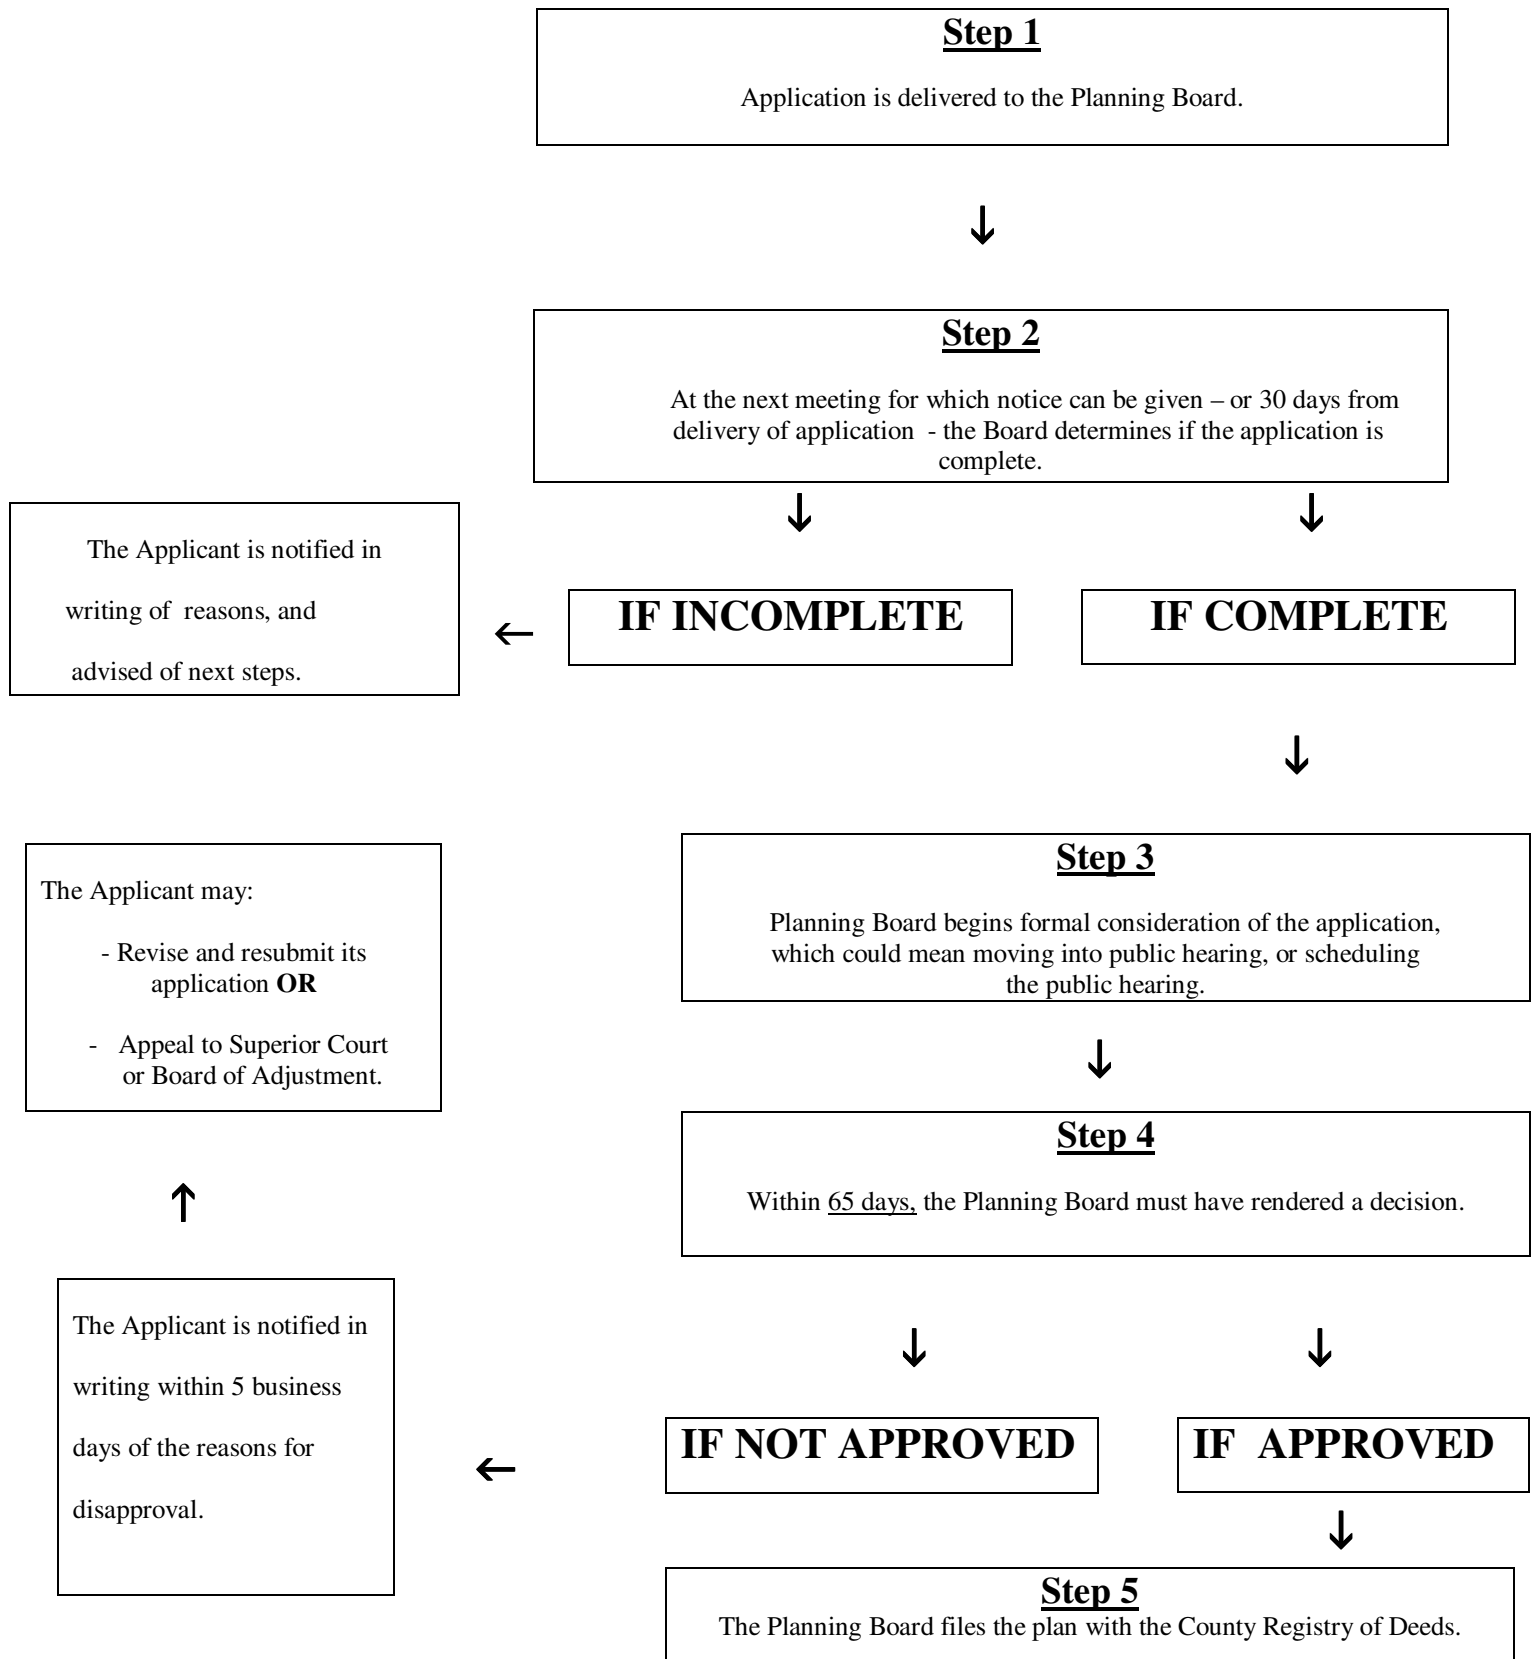 Step 1
Application is delivered to the Planning Board.
↓
Step 2
At the next meeting for which notice can be given – or 30 days from
delivery of application - the Board determines if the application is
complete.
↓ ↓
The Applicant is notified in
writing of reasons, and
advised of next steps.
←
IF INCOMPLETE
IF COMPLETE
↓
Step 3
Planning Board begins formal consideration of the application,
which could mean moving into public hearing, or scheduling
the public hearing.
The Applicant may:
- Revise and resubmit its
application OR
- Appeal to Superior Court
or Board of Adjustment.
↓
Step 4
Within 65 days, the Planning Board must have rendered a decision.
↑
The Applicant is notified in
writing within 5 business
days of the reasons for
disapproval.
↓ ↓
←
IF NOT APPROVED
IF APPROVED
↓
Step 5
The Planning Board files the plan with the County Registry of Deeds.